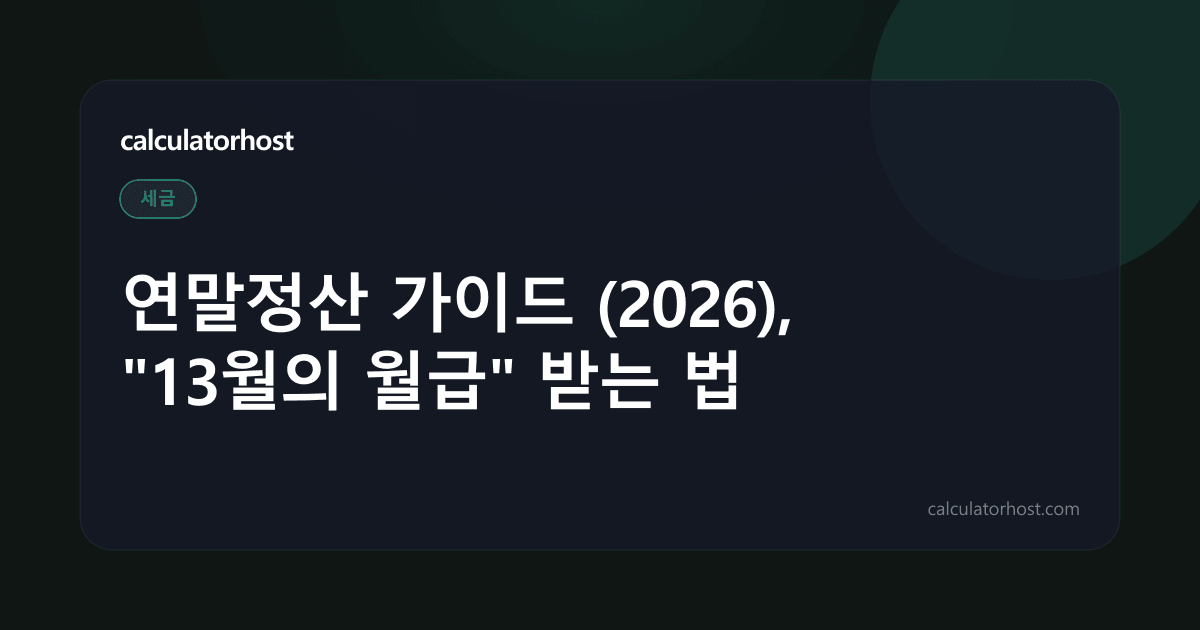 calculatorhost
세금
연말정산 가이드 (2026),
"13월의 월급" 받는 법
calculatorhost.com